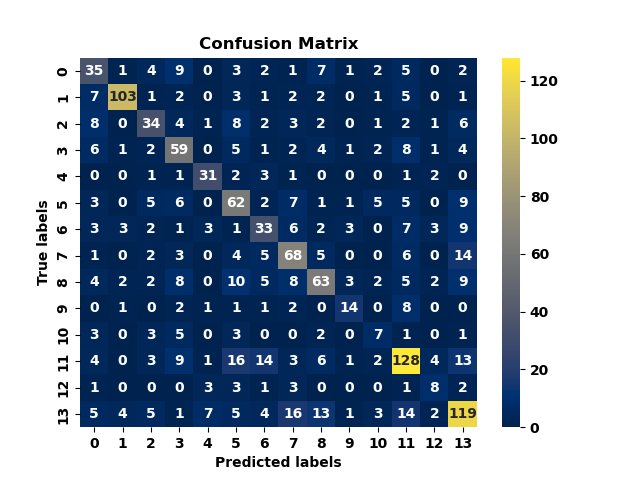 Confusion Matrix
0 35 1 4 9 0 3 2 1 7 1 2 5 0 2
1 7 103 1 2 0 3 1 2 2 0 1 5 0 1
2 8 0 34 4 1 8 2 3 2 0 1 2 1 6
3 6 1 2 59 0 5 1 2 4 1 2 8 1 4
4 0 0 1 1 31 2 3 1 0 0 0 1 2 0
5 3 0 5 6 0 62 2 7 1 1 5 5 0 9
6 3 3 2 1 3 1 33 6 2 3 0 7 3 9
7 1 0 2 3 0 4 5 68 5 0 0 6 0 14
8 4 2 2 8 0 10 5 8 63 3 2 5 2 9
9 0 1 0 2 1 1 1 2 0 14 0 8 0 0
10 3 0 3 5 0 3 0 0 2 0 7 1 0 1
11 4 0 3 9 1 16 14 3 6 1 2 128 4 13
12 1 0 0 0 3 3 1 3 0 0 0 1 8 2
13 5 4 5 1 7 5 4 16 13 1 3 14 2 119
0 1 2 3 4 5 6 7 8 9 10 11 12 13
Predicted labels
True labels
120
100
80
60
40
20
0